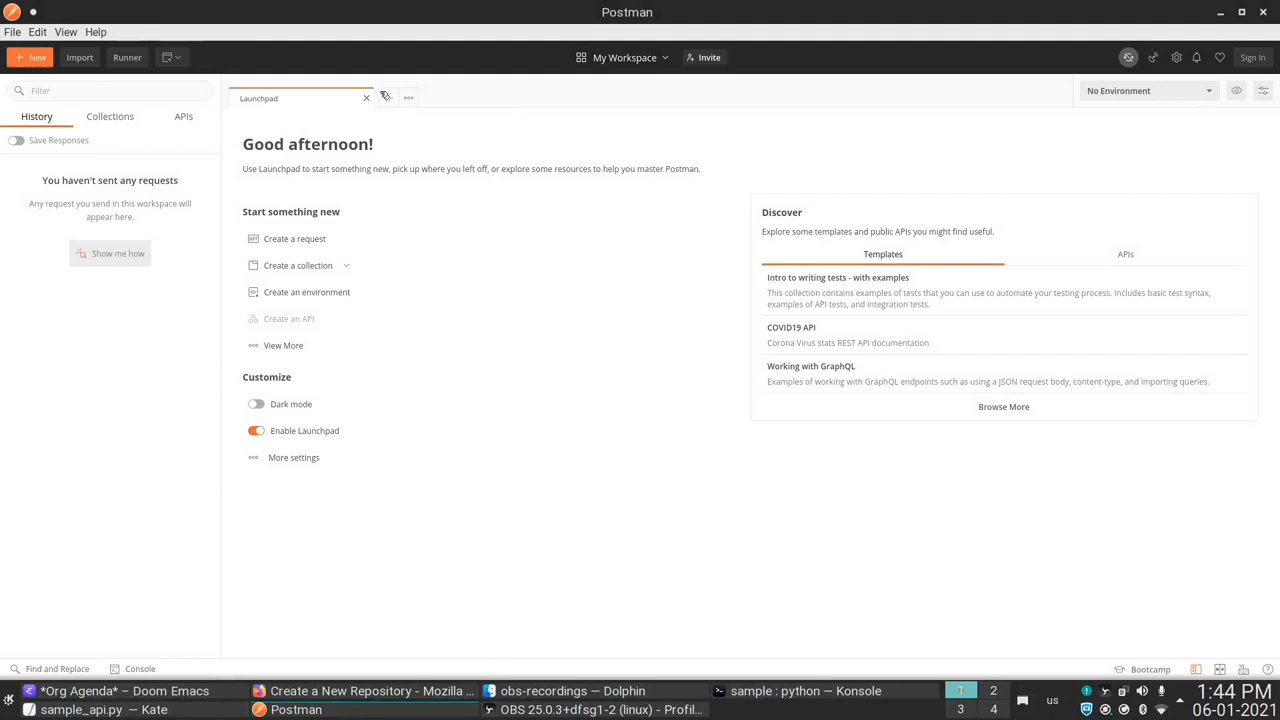 Postman
File Edit View Help
New Import Runner My Workspace Invite Sign In
Filter
History Collections APIs
Save Responses
You haven't sent any requests
Any request you send in this workspace will
appear here.
Show me how
Launchpad
No Environment
Good afternoon!
Use Launchpad to start something new, pick up where you left off, or explore some resources to help you master Postman.
Start something new
Create a request
Create a collection
Create an environment
Create an API
View More
Customize
Dark mode
Enable Launchpad
More settings
Discover
Explore some templates and public APIs you might find useful.
Templates APIs
Intro to writing tests - with examples
This collection contains examples of tests that you can use to automate your testing process. Includes basic test syntax,
examples of API tests, and integration tests.
COVID19 API
Corona Virus stats REST API documentation
Working with GraphQL
Examples of working with GraphQL endpoints such as using a JSON request body, content-type, and importing queries.
Browse More
Find and Replace Console Bootcamp
*Org Agenda* – Doom Emacs Create a New Repository - Mozilla ... obs-recordings — Dolphin sample : python — Konsole 1 2
sample_api.py — Kate Postman OBS 25.0.3+dfsg1-2 (linux) - Profil... 3 4
us
1:44 PM
06-01-2021